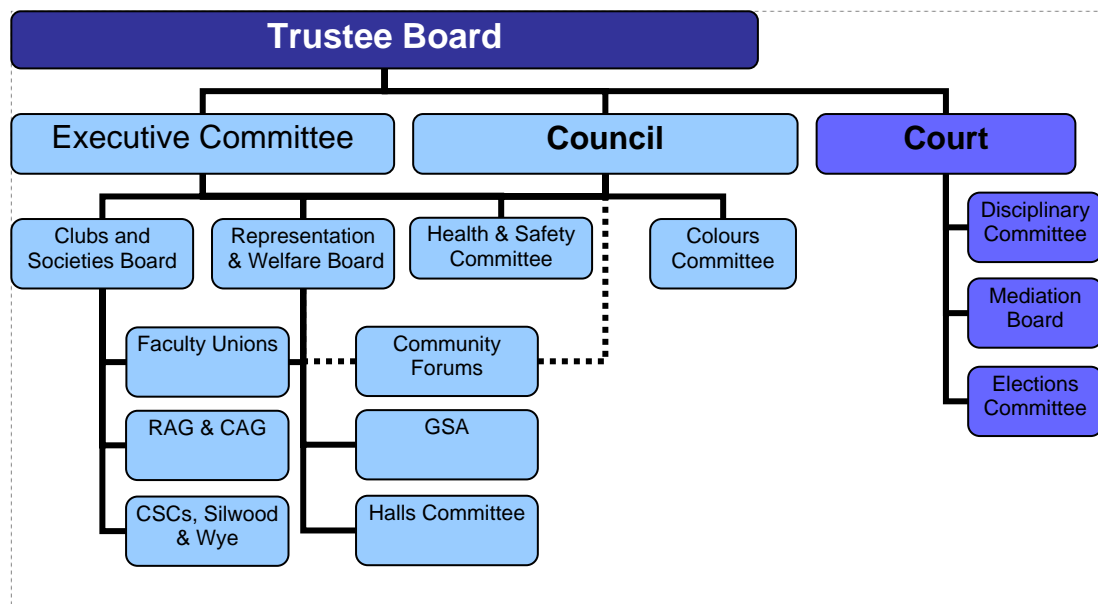 Trustee Board
Executive Committee
Council
Court
Clubs and
Societies Board
Representation
& Welfare Board
Health & Safety
Committee
Colours
Committee
Disciplinary
Committee
Mediation
Board
Elections
Committee
Faculty Unions
Community
Forums
RAG & CAG
GSA
CSCs, Silwood
& Wye
Halls Committee